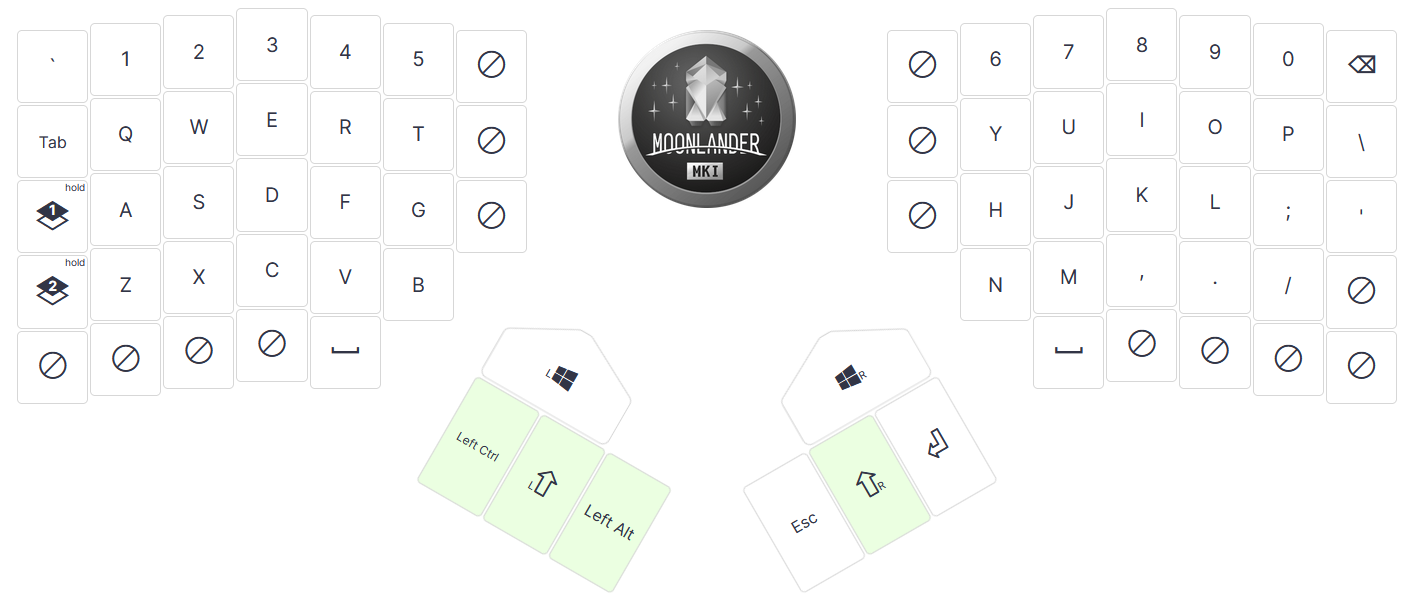 ` 1 2 3 4 5 6 7 8 9 0
Tab Q W E R T Y U I O P \
hold
1 A S D F G H J K L ; '
hold
2 Z X C V B N M , . /
MOONLANDER
MKI
L R
Left Ctrl L Left Alt Esc R